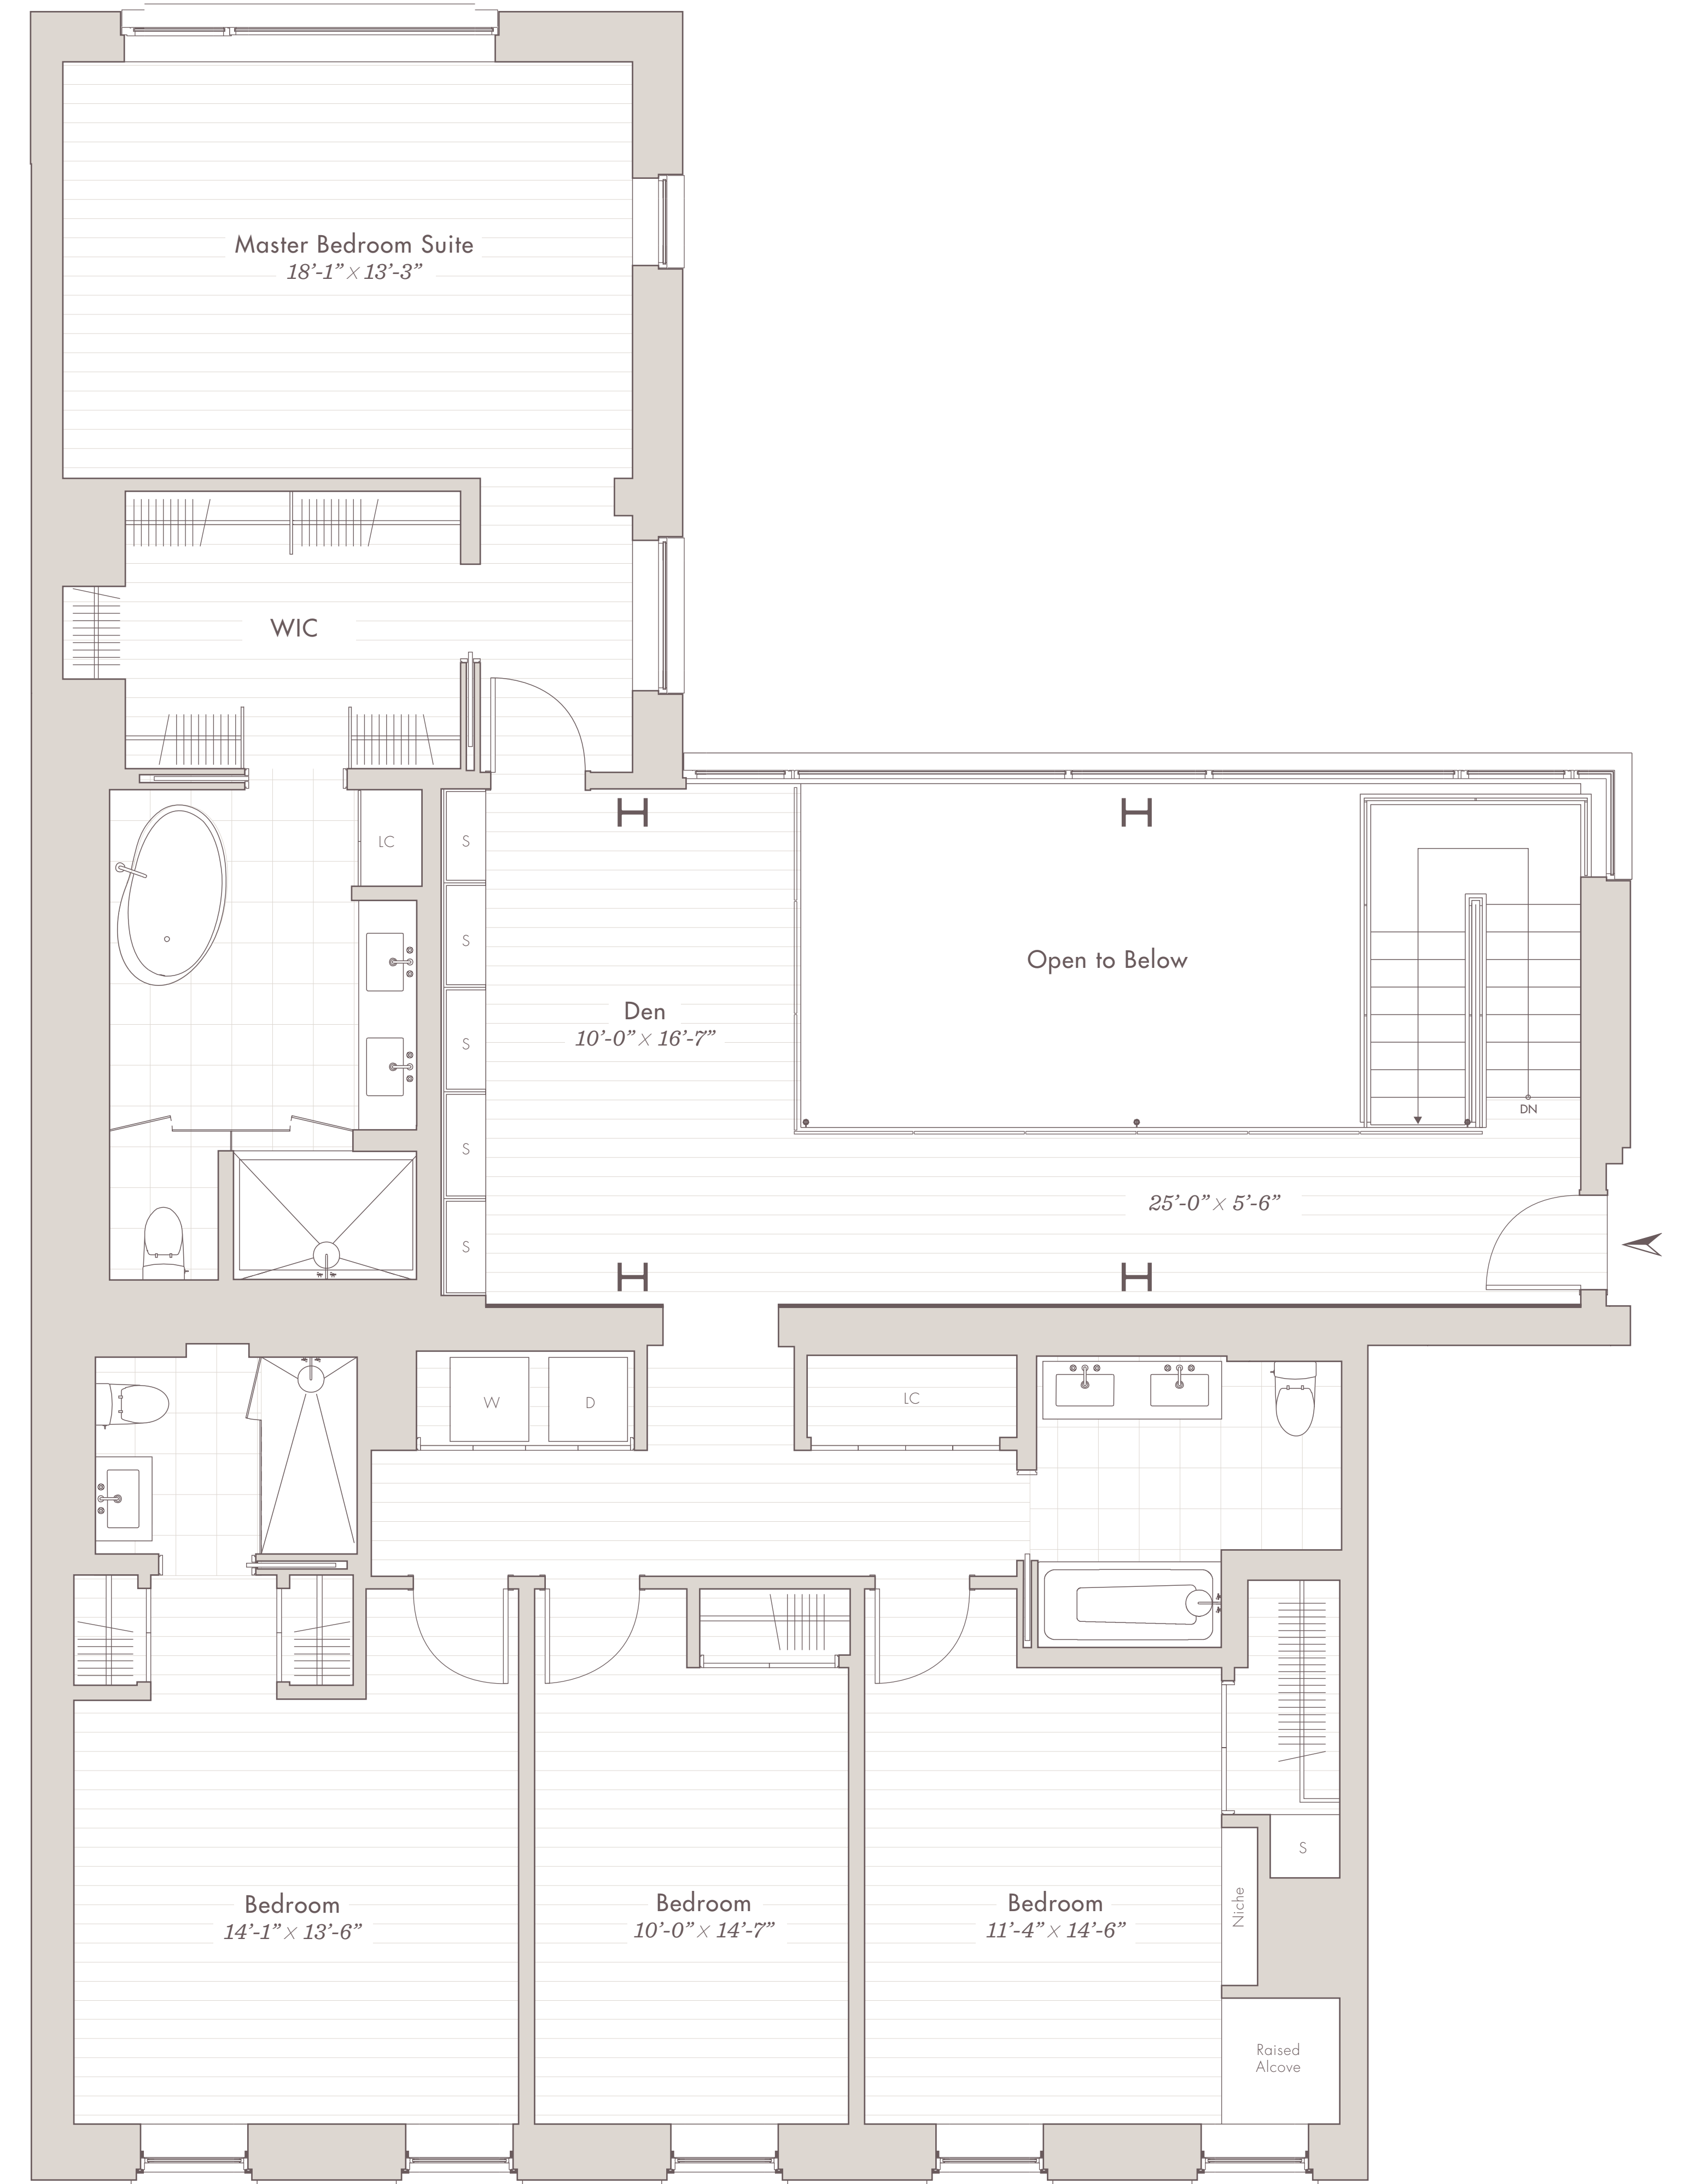 Master Bedroom Suite
18’-1” × 13’-3”
WIC
LC
S
S
Open to Below
Den
10’-0” × 16’-7”
S
DN
S
25’-0” × 5’-6”
S
W
D
LC
S
Niche
Bedroom
14’-1” × 13’-6”
Bedroom
10’-0” × 14’-7”
Bedroom
11’-4” × 14’-6”
Raised
Alcove